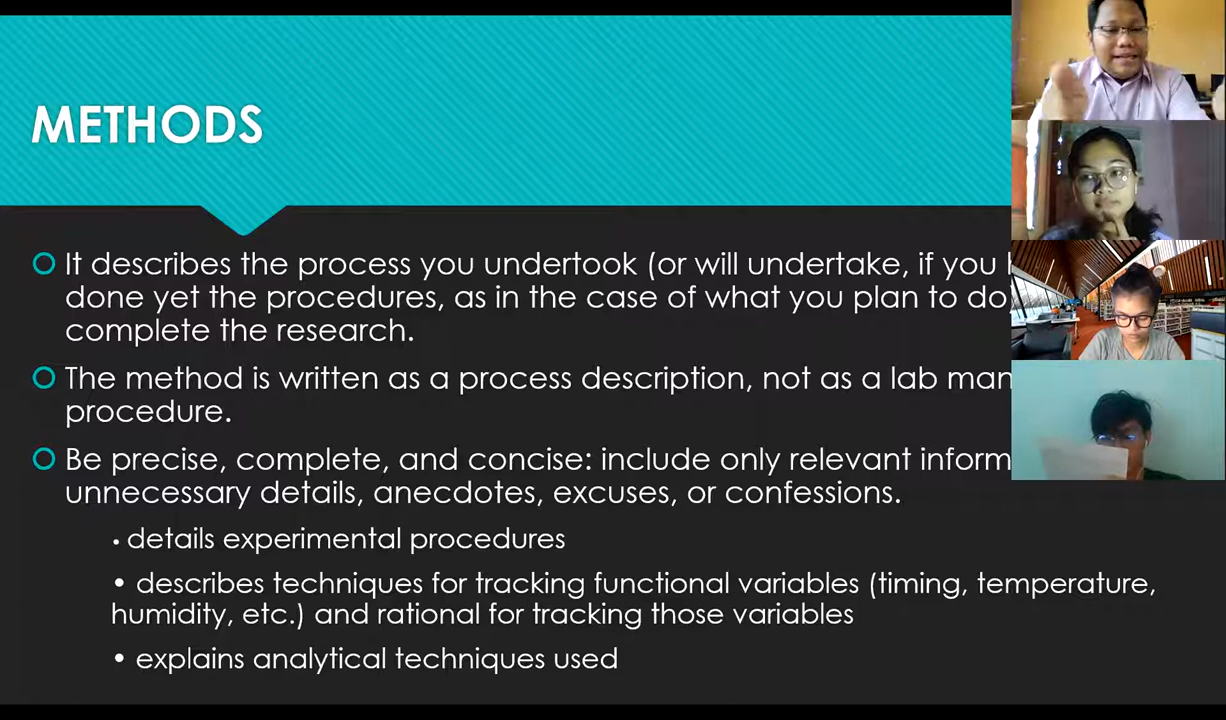 METHODS
It describes the process you undertook (or will undertake, if you
done yet the procedures, as in the case of what you plan to do)
complete the research.
The method is written as a process description, not as a lab
procedure.
Be precise, complete, and concise: include only relevant
unnecessary details, anecdotes, excuses, or confessions.
• details experimental procedures
• describes techniques for tracking functional variables (timing, temperature,
humidity, etc.) and rational for tracking those variables
• explains analytical techniques used